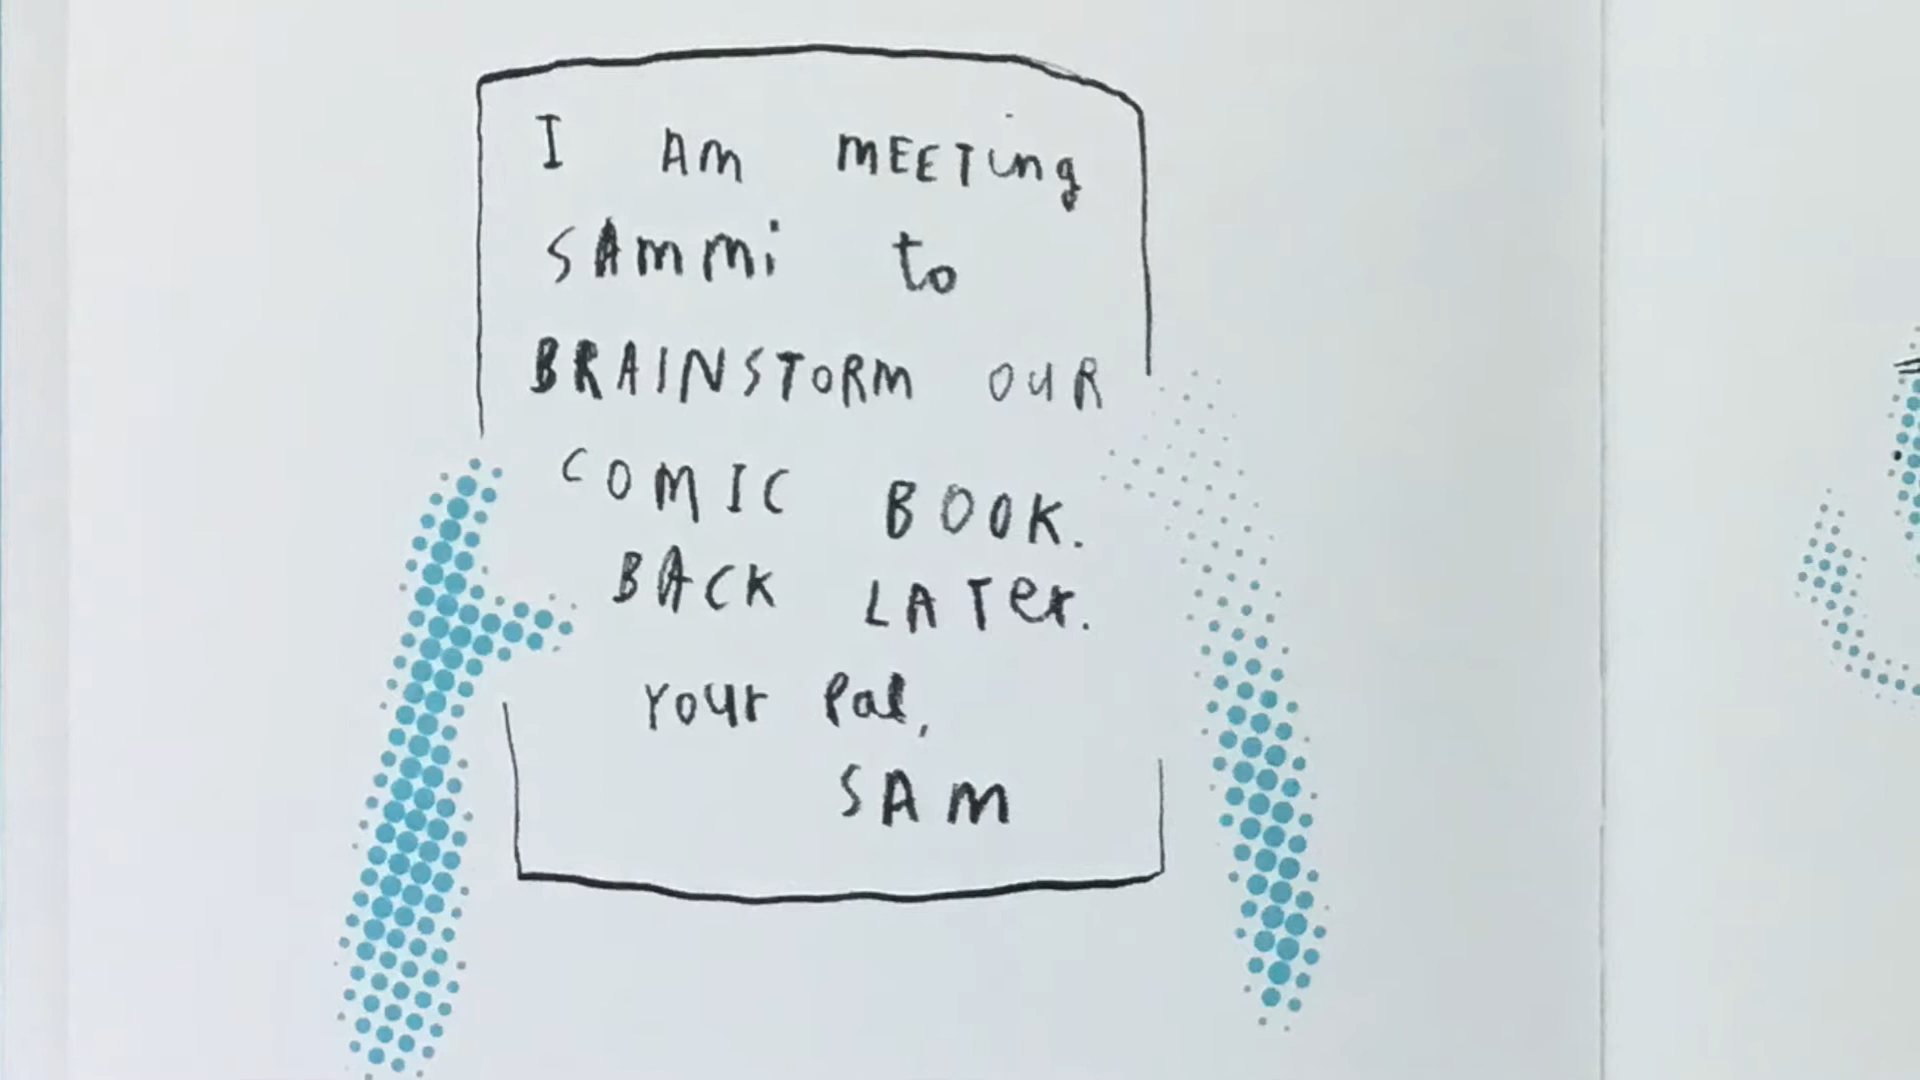 I AM MEETing
SAMMi to
BRAINSTORM OUR
COMIC BOOK.
BACK LATer.
Your Pal,
SAM